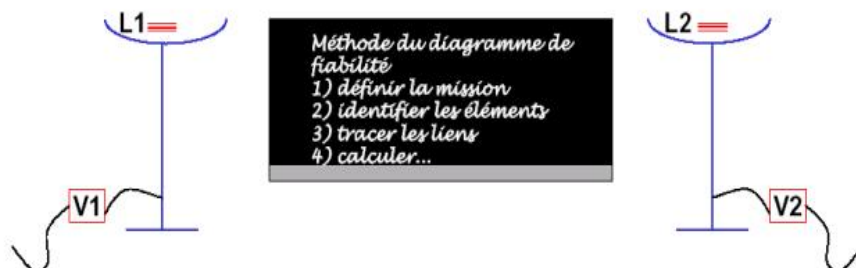 L1
L2
Méthode du diagramme de
fiabilité
1) définir la mission
2) identifier les éléments
3) tracer les liens
4) calculer...
V1
V2